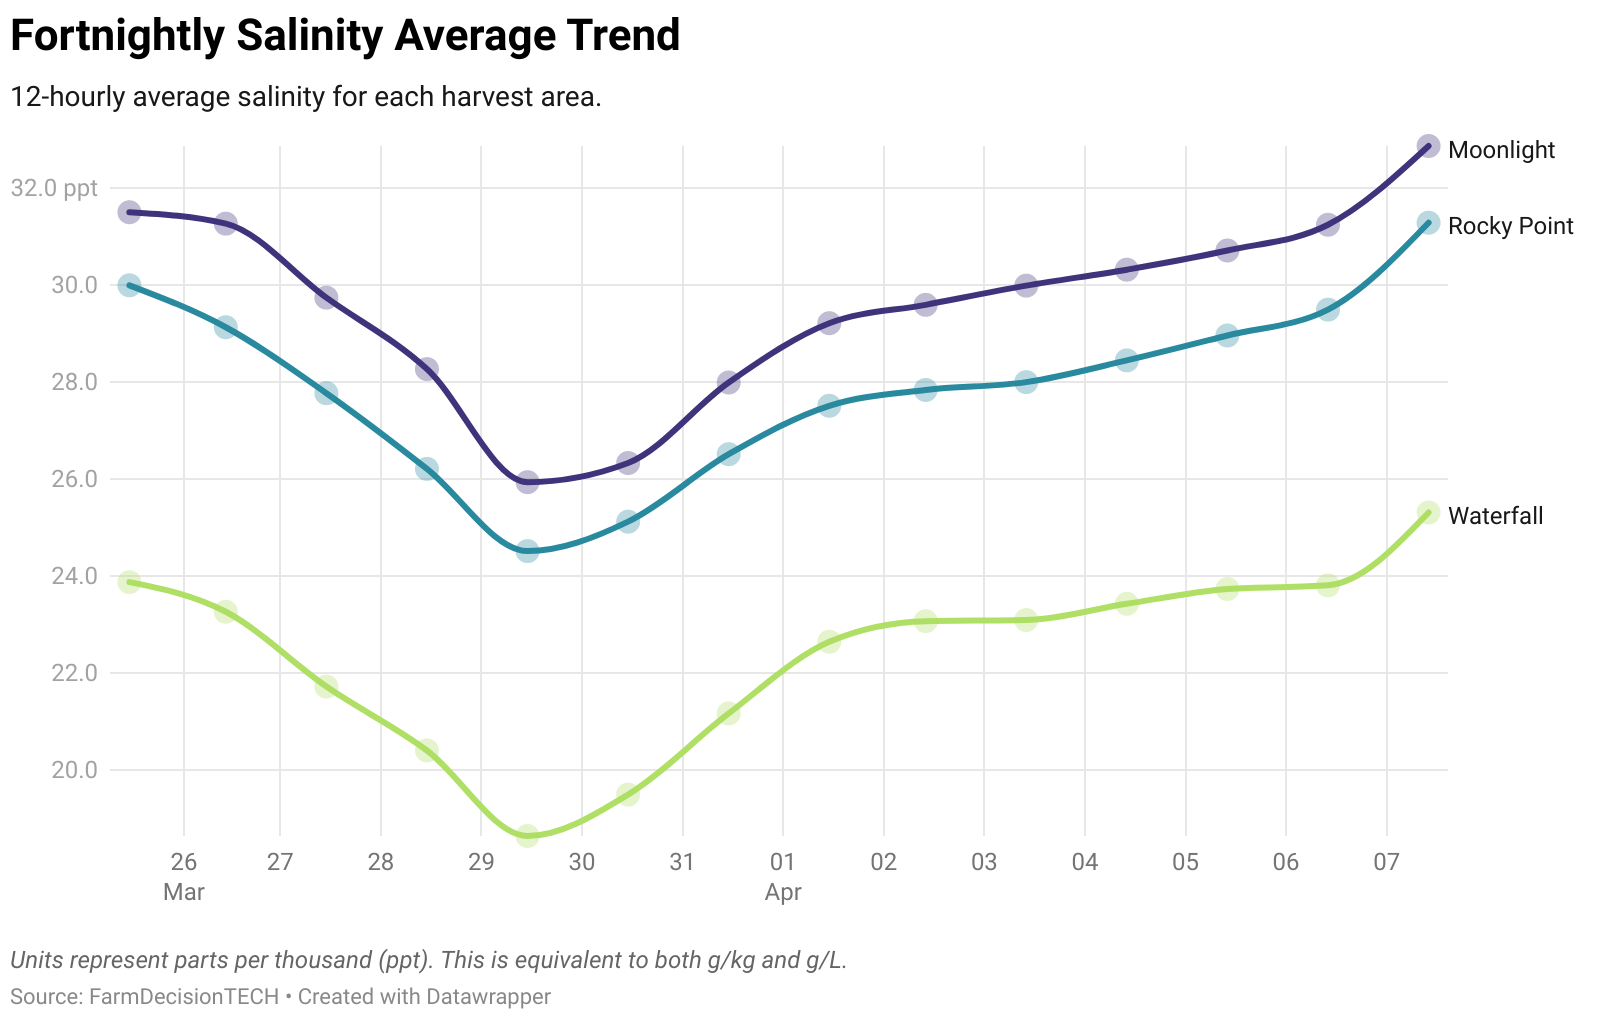 Fortnightly Salinity Average Trend
12-hourly average salinity for each harvest area.
Moonlight
32.0 ppt
Rocky Point
30.0
28.0
26.0
Waterfall
24.0
22.0
20.0
26 27 28 29 30 31 01 02 03 04 05 06 07
Mar Apr
Units represent parts per thousand (ppt). This is equivalent to both g/kg and g/L.
Source: FarmDecisionTECH • Created with Datawrapper